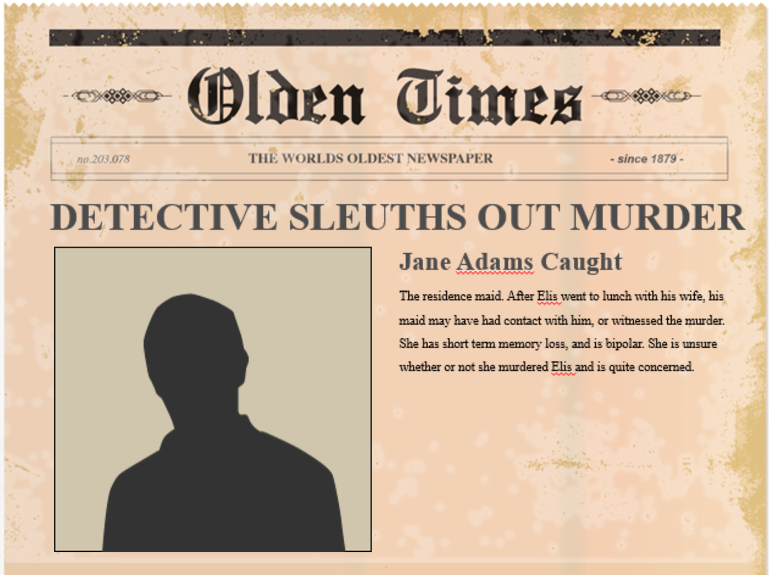 Olden Times
no.203.078 THE WORLDS OLDEST NEWSPAPER - since 1879 -
DETECTIVE SLEUTHS OUT MURDER
Jane Adams Caught
The residence maid. After Elis went to lunch with his wife, his
maid may have had contact with him, or witnessed the murder.
She has short term memory loss, and is bipolar. She is unsure
whether or not she murdered Elis and is quite concerned.